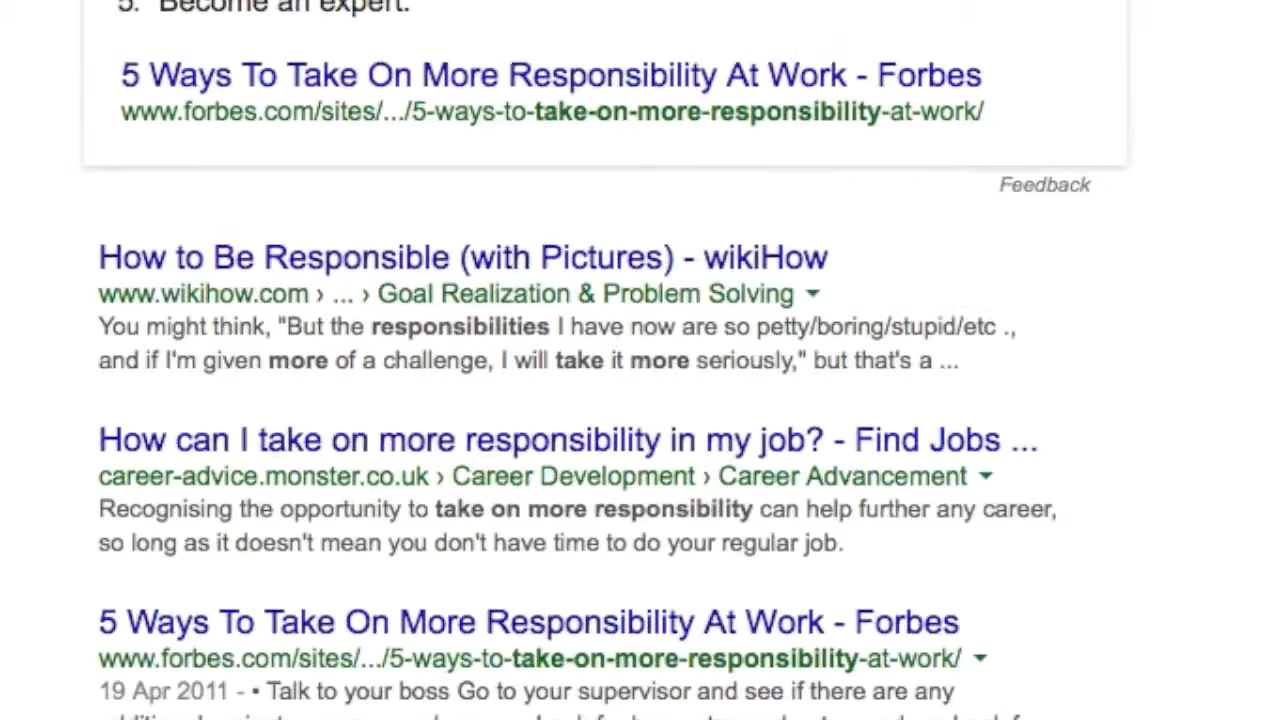 5. Become an expert.
5 Ways To Take On More Responsibility At Work - Forbes
www.forbes.com/sites/.../5-ways-to-take-on-more-responsibility-at-work/
Feedback
How to Be Responsible (with Pictures) - wikiHow
www.wikihow.com › ... › Goal Realization & Problem Solving
You might think, "But the responsibilities I have now are so petty/boring/stupid/etc .,
and if I'm given more of a challenge, I will take it more seriously," but that's a ...
How can I take on more responsibility in my job? - Find Jobs ...
career-advice.monster.co.uk › Career Development › Career Advancement
Recognising the opportunity to take on more responsibility can help further any career,
so long as it doesn't mean you don't have time to do your regular job.
5 Ways To Take On More Responsibility At Work - Forbes
www.forbes.com/sites/.../5-ways-to-take-on-more-responsibility-at-work/
19 Apr 2011 - • Talk to your boss Go to your supervisor and see if there are any